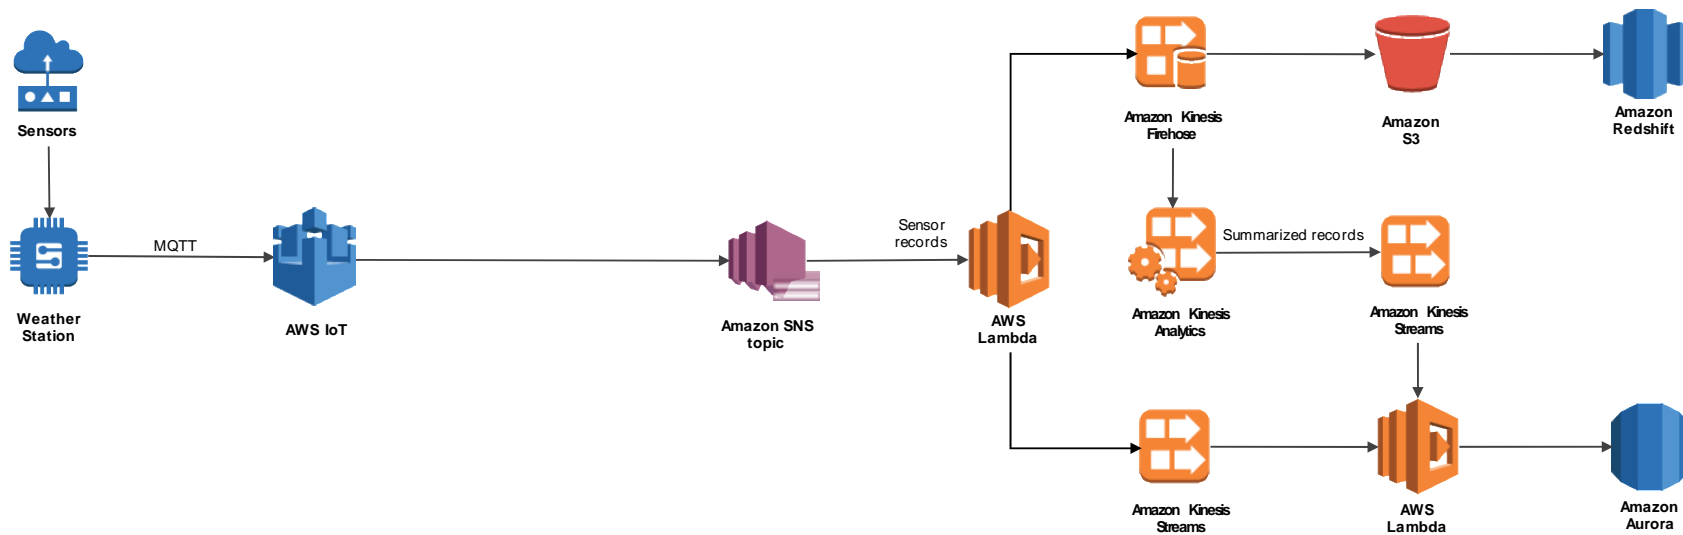 Sensors
MQTT
Weather
Station
AWS IoT
Amazon SNS
topic
Sensor
records
AWS
Lambda
Amazon Kinesis
Firehose
Amazon
S3
Amazon
Redshift
Amazon Kinesis
Analytics
Summarized records
Amazon Kinesis
Streams
Amazon Kinesis
Streams
AWS
Lambda
Amazon
Aurora